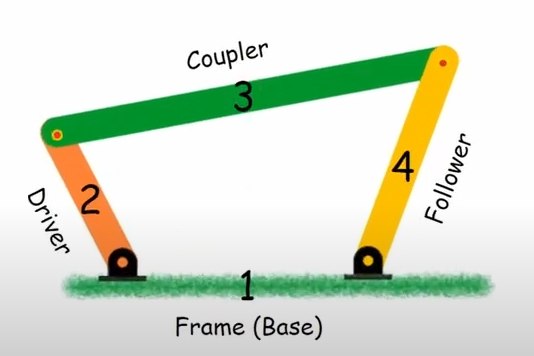 Coupler
3
2
4
Driver
Follower
1
Frame (Base)